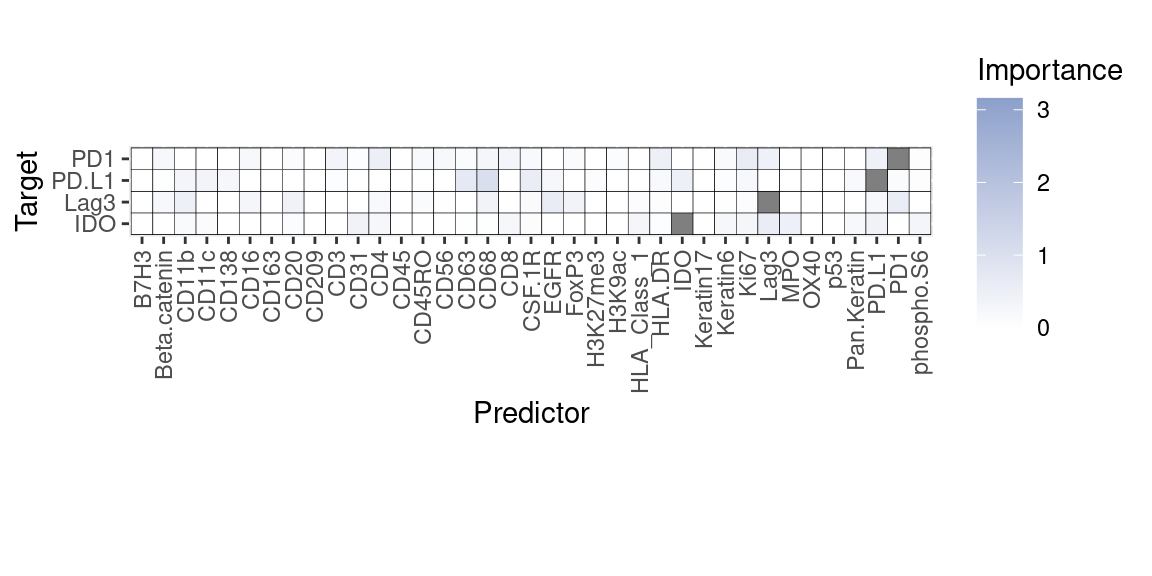 Importance
3
2
1
0
Target
PD1
PD.L1
Lag3
IDO
B7H3
Beta.catenin
CD11b
CD11c
CD138
CD16
CD163
CD20
CD209
CD3
CD31
CD4
CD45
CD45RO
CD56
CD63
CD68
CD8
CSF.1R
EGFR
FoxP3
H3K27me3
H3K9ac
HLA_Class_1
HLA.DR
IDO
Keratin17
Keratin6
Ki67
Lag3
MPO
OX40
p53
Pan.Keratin
PD.L1
PD1
phospho.S6
Predictor